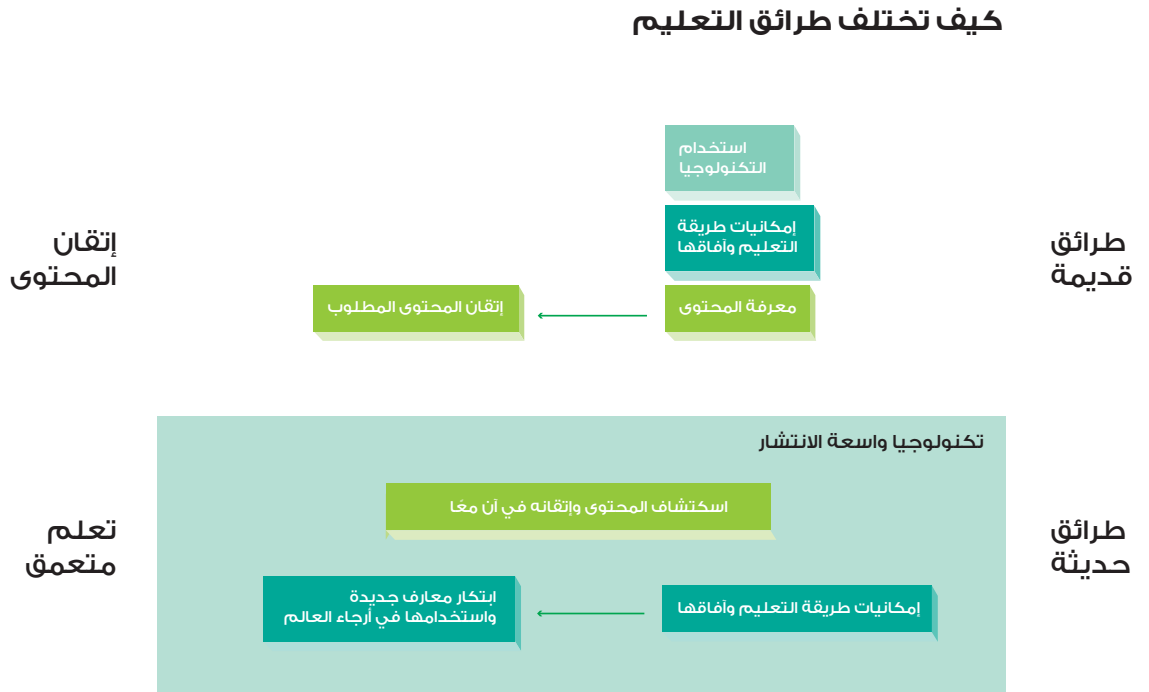 كيف تختلف طرائق التعليم
استخدام
التكنولوجيا
إمكانيات طريقة
التعليم وآفاقها
طرائق
قديمة
معرفة المحتوى
إتقان المحتوى المطلوب
إتقان
المحتوى
تكنولوجيا واسعة الانتشار
اسكتشاف المحتوى وإتقانه في آن معًا
طرائق
حديثة
إمكانيات طريقة التعليم وآفاقها
ابتكار معارف جديدة
واستخدامها في أرجاء العالم
تعلم
متعمق